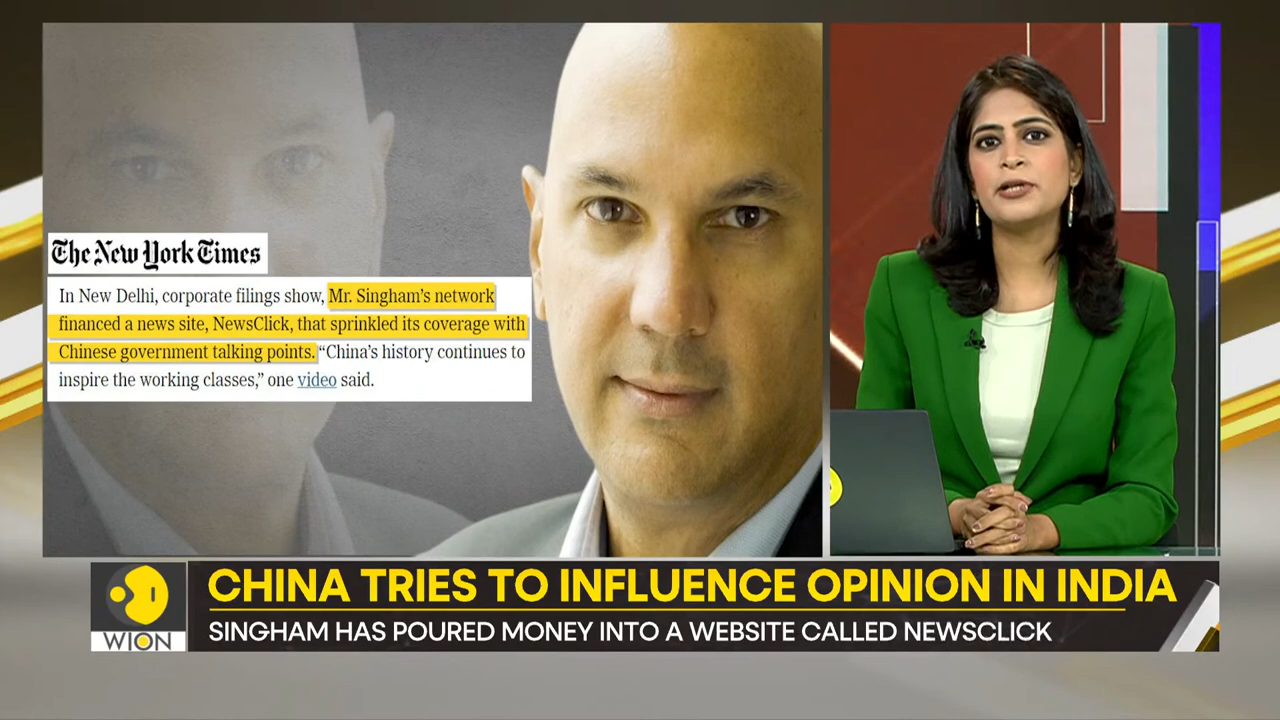 The New York Times
In New Delhi, corporate filings show, Mr. Singham's network
financed a news site, NewsClick, that sprinkled its coverage with
Chinese government talking points. “China's history continues to
inspire the working classes,” one video said.
CHINA TRIES TO INFLUENCE OPINION IN INDIA
SINGHAM HAS POURED MONEY INTO A WEBSITE CALLED NEWSCLICK
WION